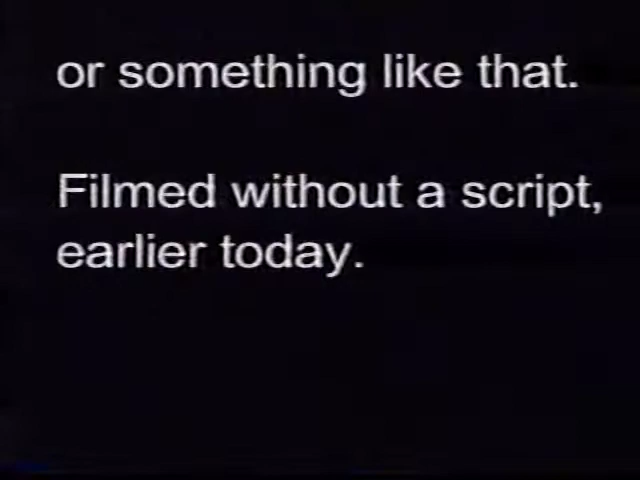 or something like that.
Filmed without a script,
earlier today.